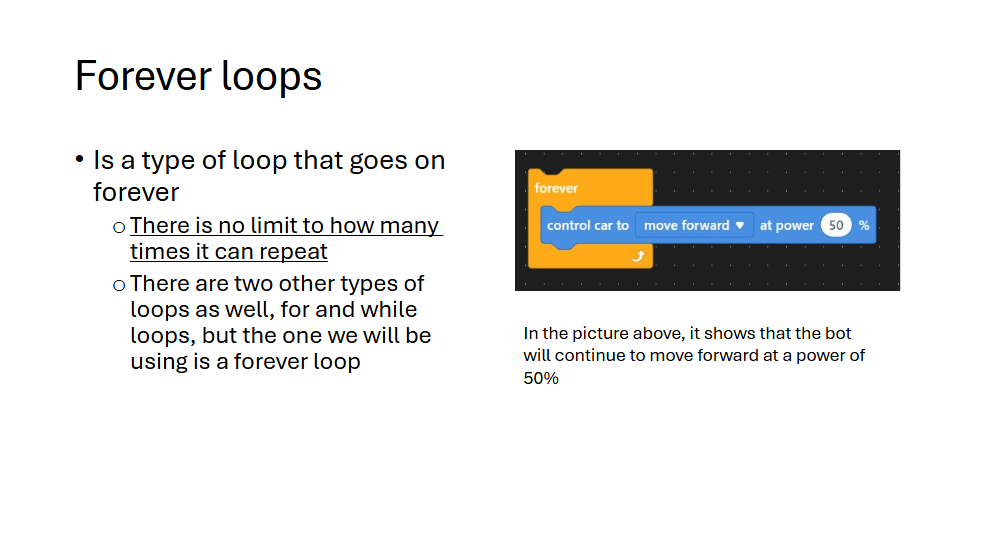 Forever loops
• Is a type of loop that goes on
forever
o There is no limit to how many
times it can repeat
o There are two other types of
loops as well, for and while
loops, but the one we will be
using is a forever loop
forever
control car to move forward ▼ at power 50 %
In the picture above, it shows that the bot
will continue to move forward at a power of
50%